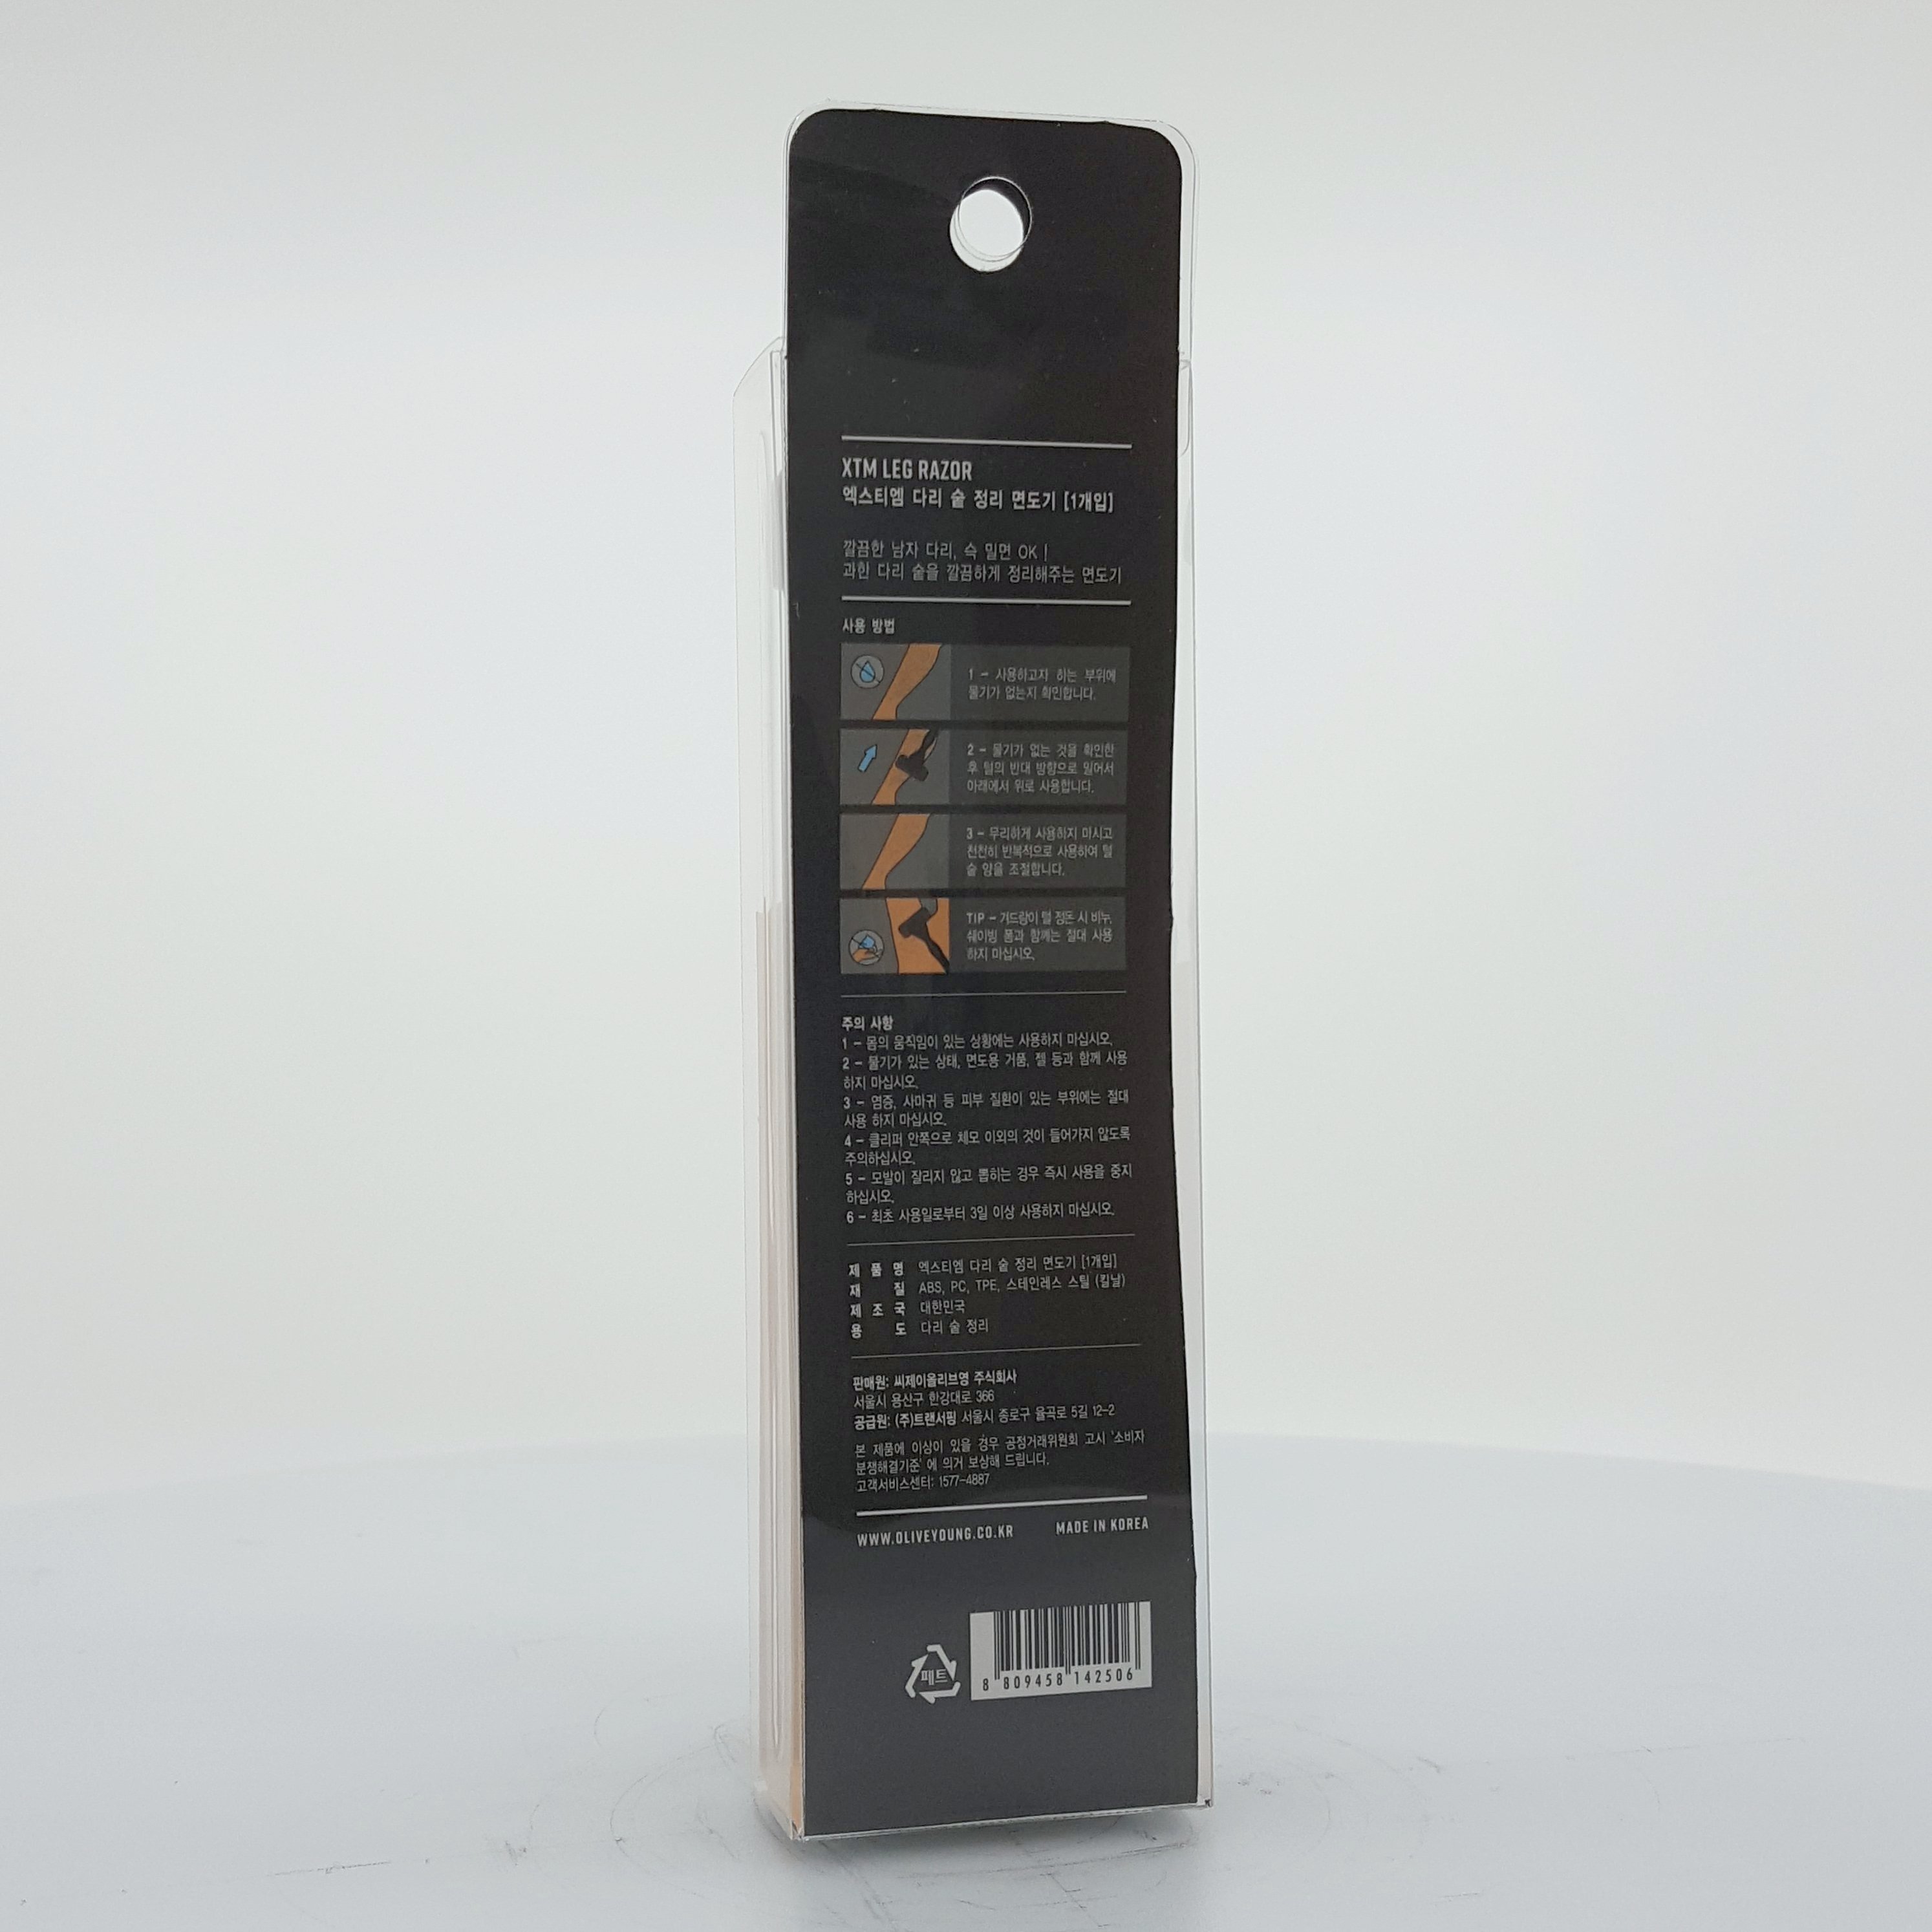 XTM LEG RAZOR
엑스티엠 다리 숱 정리 면도기 [1개입]
깔끔한 남자 다리, 슥 밀면 OK !
과한 다리 숱을 깔끔하게 정리해주는 면도기
사용 방법
1 - 사용하고자 하는 부위에
물기가 없는지 확인합니다.
2 - 물기가 없는 것을 확인한
후 털의 반대 방향으로 밀어서
아래에서 위로 사용합니다.
3 - 무리하게 사용하지 마시고
천천히 반복적으로 사용하여 털
숱 양을 조절합니다.
TIP - 겨드랑이 털 정돈 시 비누,
쉐이빙 폼과 함께는 절대 사용
하지 마십시오.
주의 사항
1 - 몸의 움직임이 있는 상황에는 사용하지 마십시오.
2 - 물기가 있는 상태, 면도용 거품, 젤 등과 함께 사용
하지 마십시오.
3 - 염증, 사마귀 등 피부 질환이 있는 부위에는 절대
사용 하지 마십시오.
4 - 클리퍼 안쪽으로 체모 이외의 것이 들어가지 않도록
주의하십시오.
5 - 모발이 잘리지 않고 뽑히는 경우 즉시 사용을 중지
하십시오.
6 - 최초 사용일로부터 3일 이상 사용하지 마십시오.
제 품 명 엑스티엠 다리 숱 정리 면도기 [1개입]
재 질 ABS, PC, TPE, 스테인레스 스틸 (칼날)
제 조 국 대한민국
용 도 다리 숱 정리
판매원: 씨제이올리브영 주식회사
서울시 용산구 한강대로 366
공급원: (주)트랜서핑 서울시 종로구 율곡로 5길 12-2
본 제품에 이상이 있을 경우 공정거래위원회 고시 '소비자
분쟁해결기준' 에 의거 보상해 드립니다.
고객서비스센터: 1577-4887
WWW.OLIVEYOUNG.CO.KR MADE IN KOREA
페트
8 809458 142506